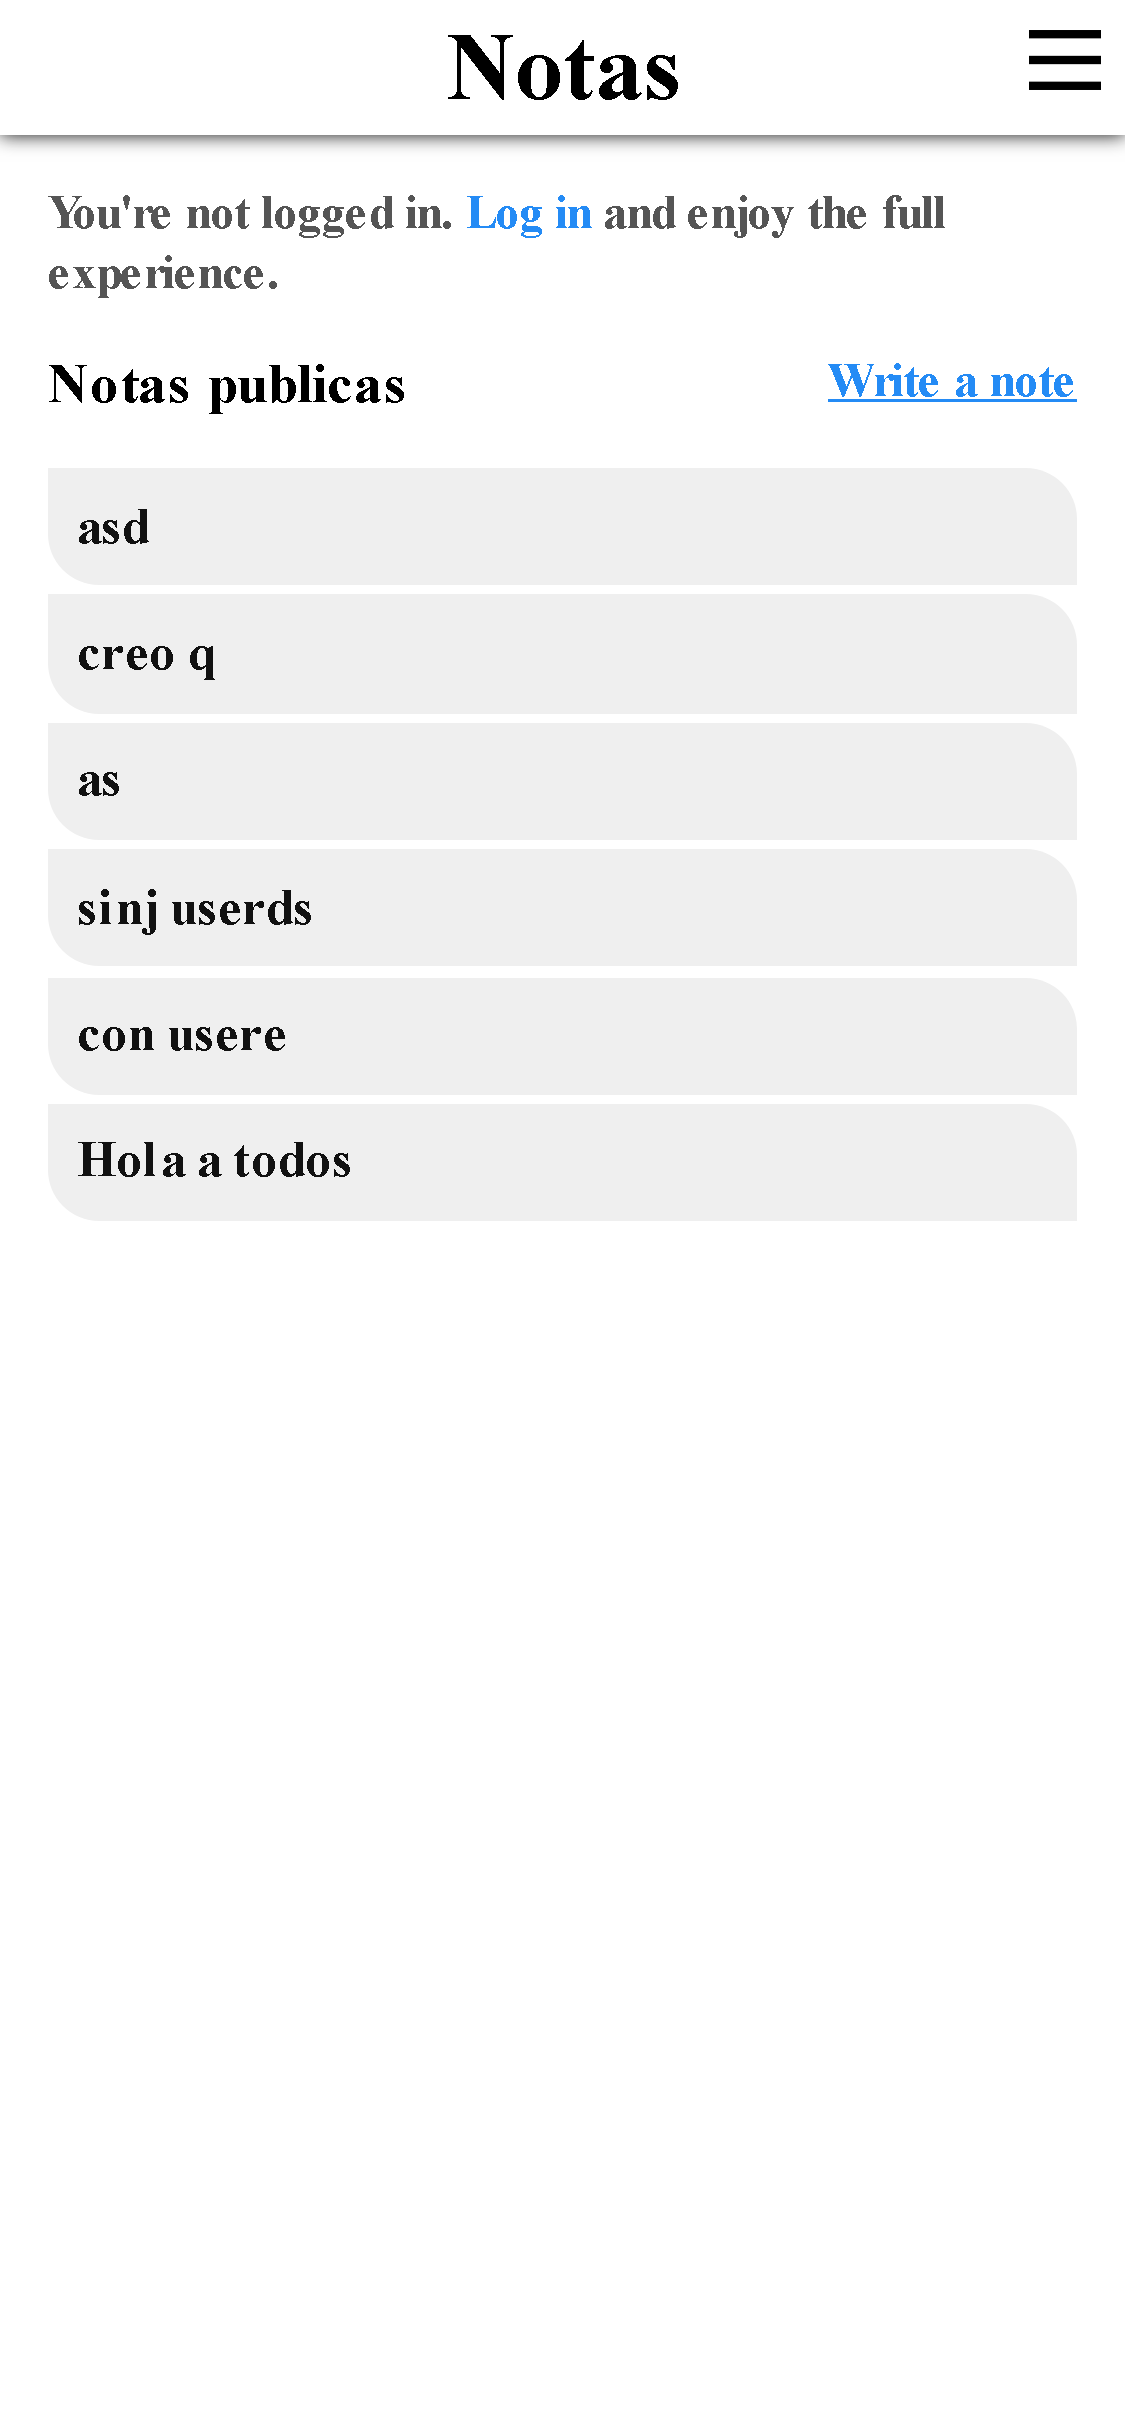 Notas
You're not logged in. Log in and enjoy the full
experience.
Notas publicas
Write a note
asd
creo q
as
sinj userds
con usere
Hola a todos